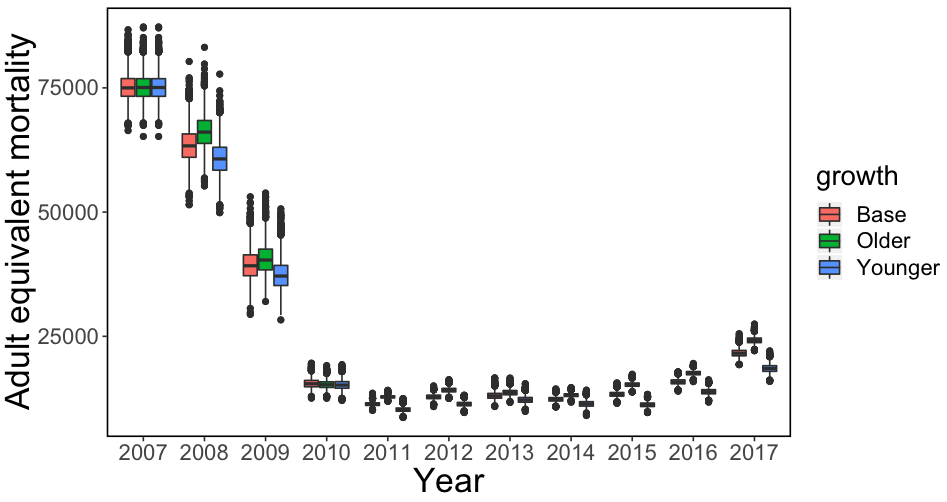 Adult equivalent mortality
75000
50000
25000
2007 2008 2009 2010 2011 2012 2013 2014 2015 2016 2017
Year
growth
Base
Older
Younger